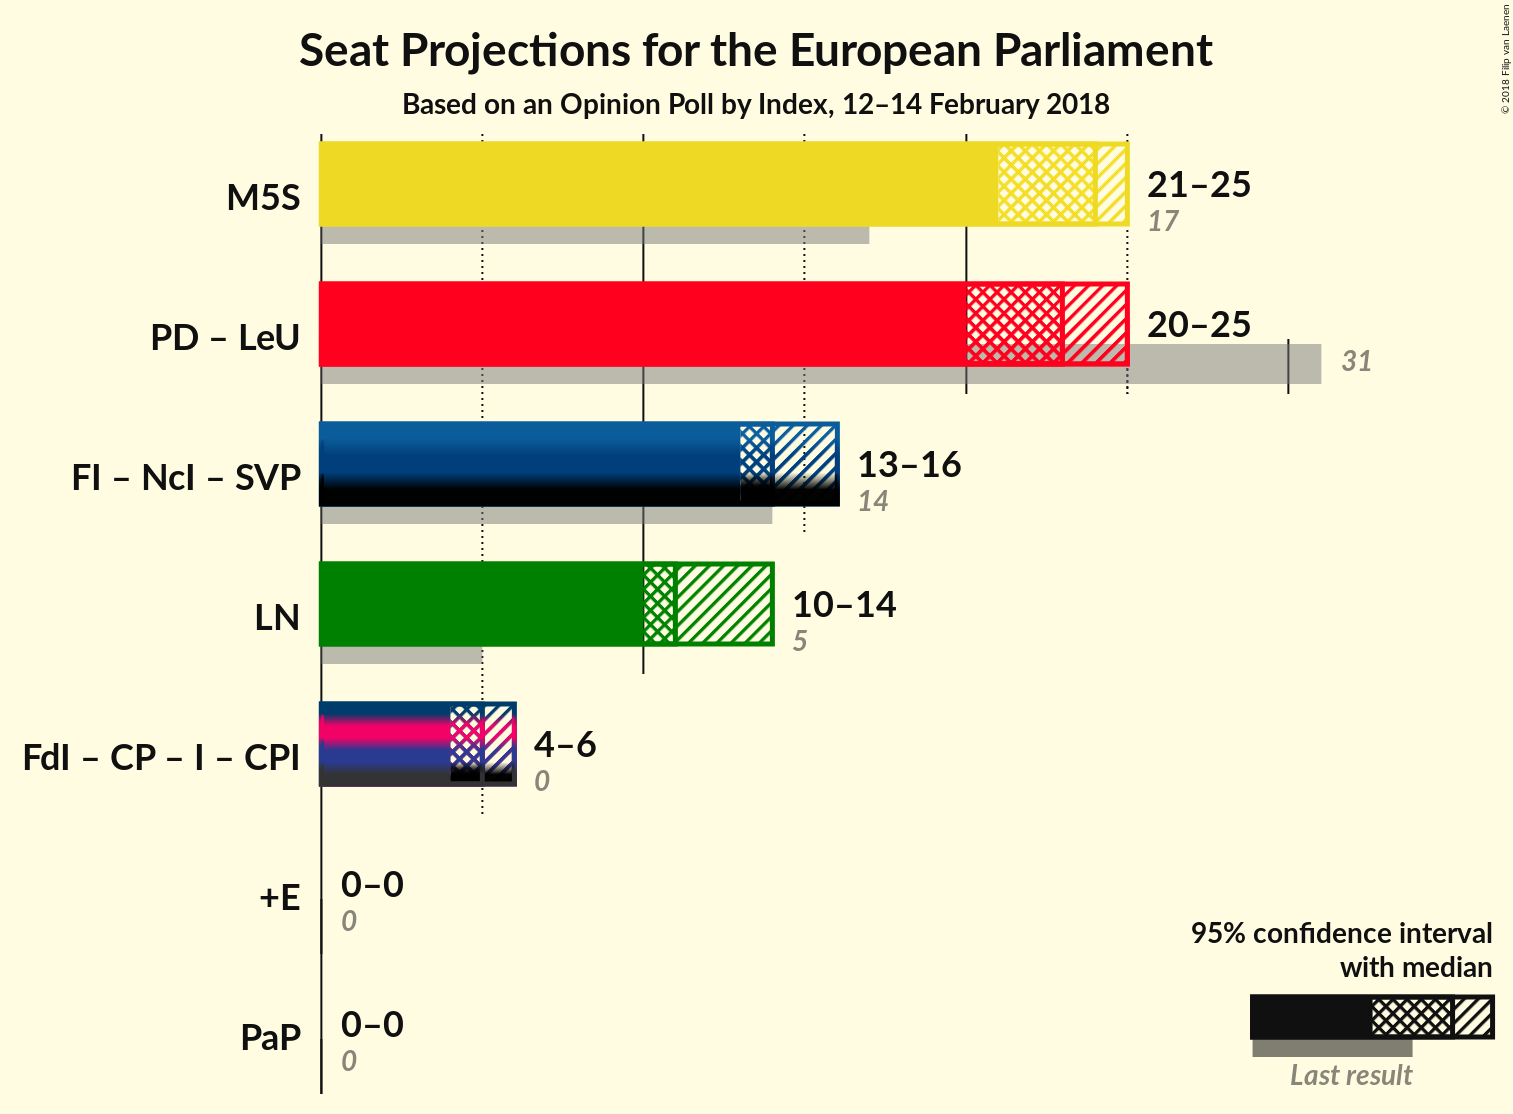 Seat Projections for the European Parliament
Based on an Opinion Poll by Index, 12–14 February 2018
© 2018 Filip van Laenen
M5S
21–25
17
PD – LeU
20–25
31
FI – NcI – SVP
13–16
14
LN
10–14
5
FdI – CP – I – CPI
4–6
0
+E
0–0
0
PaP
0–0
0
95% confidence interval
with median
Last result